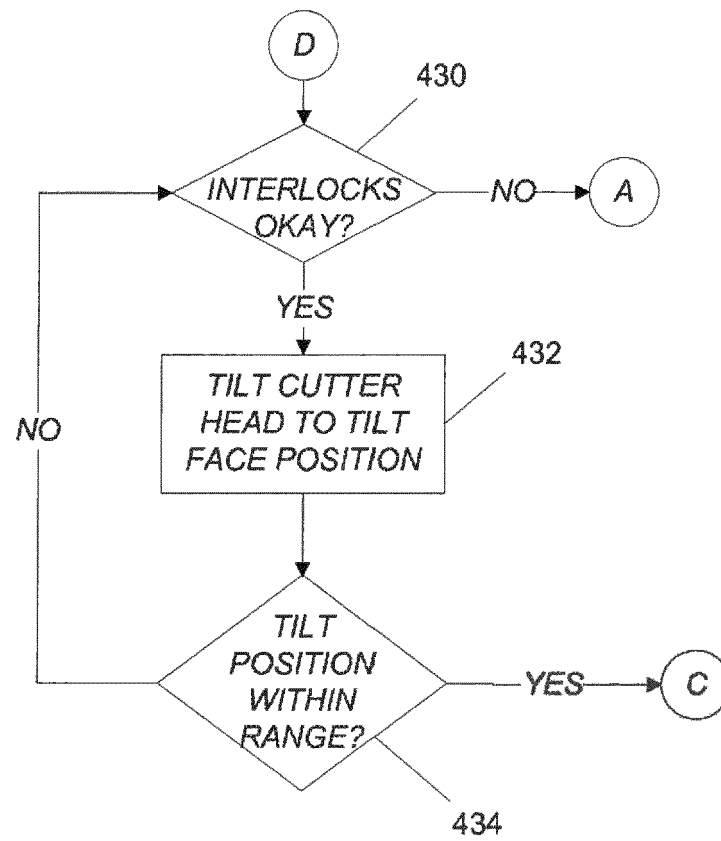 D
430
INTERLOCKS
OKAY?
NO
A
YES
432
TILT CUTTER
HEAD TO TILT
FACE POSITION
NO
TILT
POSITION
WITHIN
RANGE?
YES
C
434